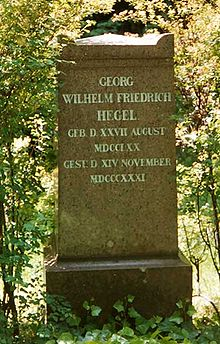 GEORG
WILHELM FRIEDRICH
HEGEL
GEB. D. XXVII AUGUST
MDCCLXX
GEST. D. XIV NOVEMBER
MDCCCXXXI.